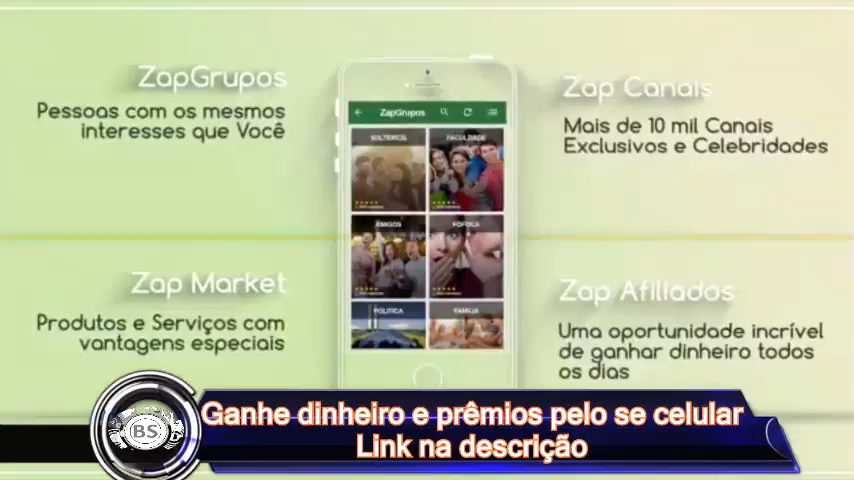 ZapGrupos
Pessoas com os mesmos
interesses que Você
Zap Canais
Mais de 10 mil Canais
Exclusivos e Celebridades
ZapGrupos
SOLTEIROS
FACULDADE
AMIGOS
FOFOCA
POLITICA
FAMILIA
Zap Market
Produtos e Serviços com
vantagens especiais
Zap Afiliados
Uma oportunidade incrível
de ganhar dinheiro todos
os dias
BS
Ganhe dinheiro e prêmios pelo se celular
Link na descrição